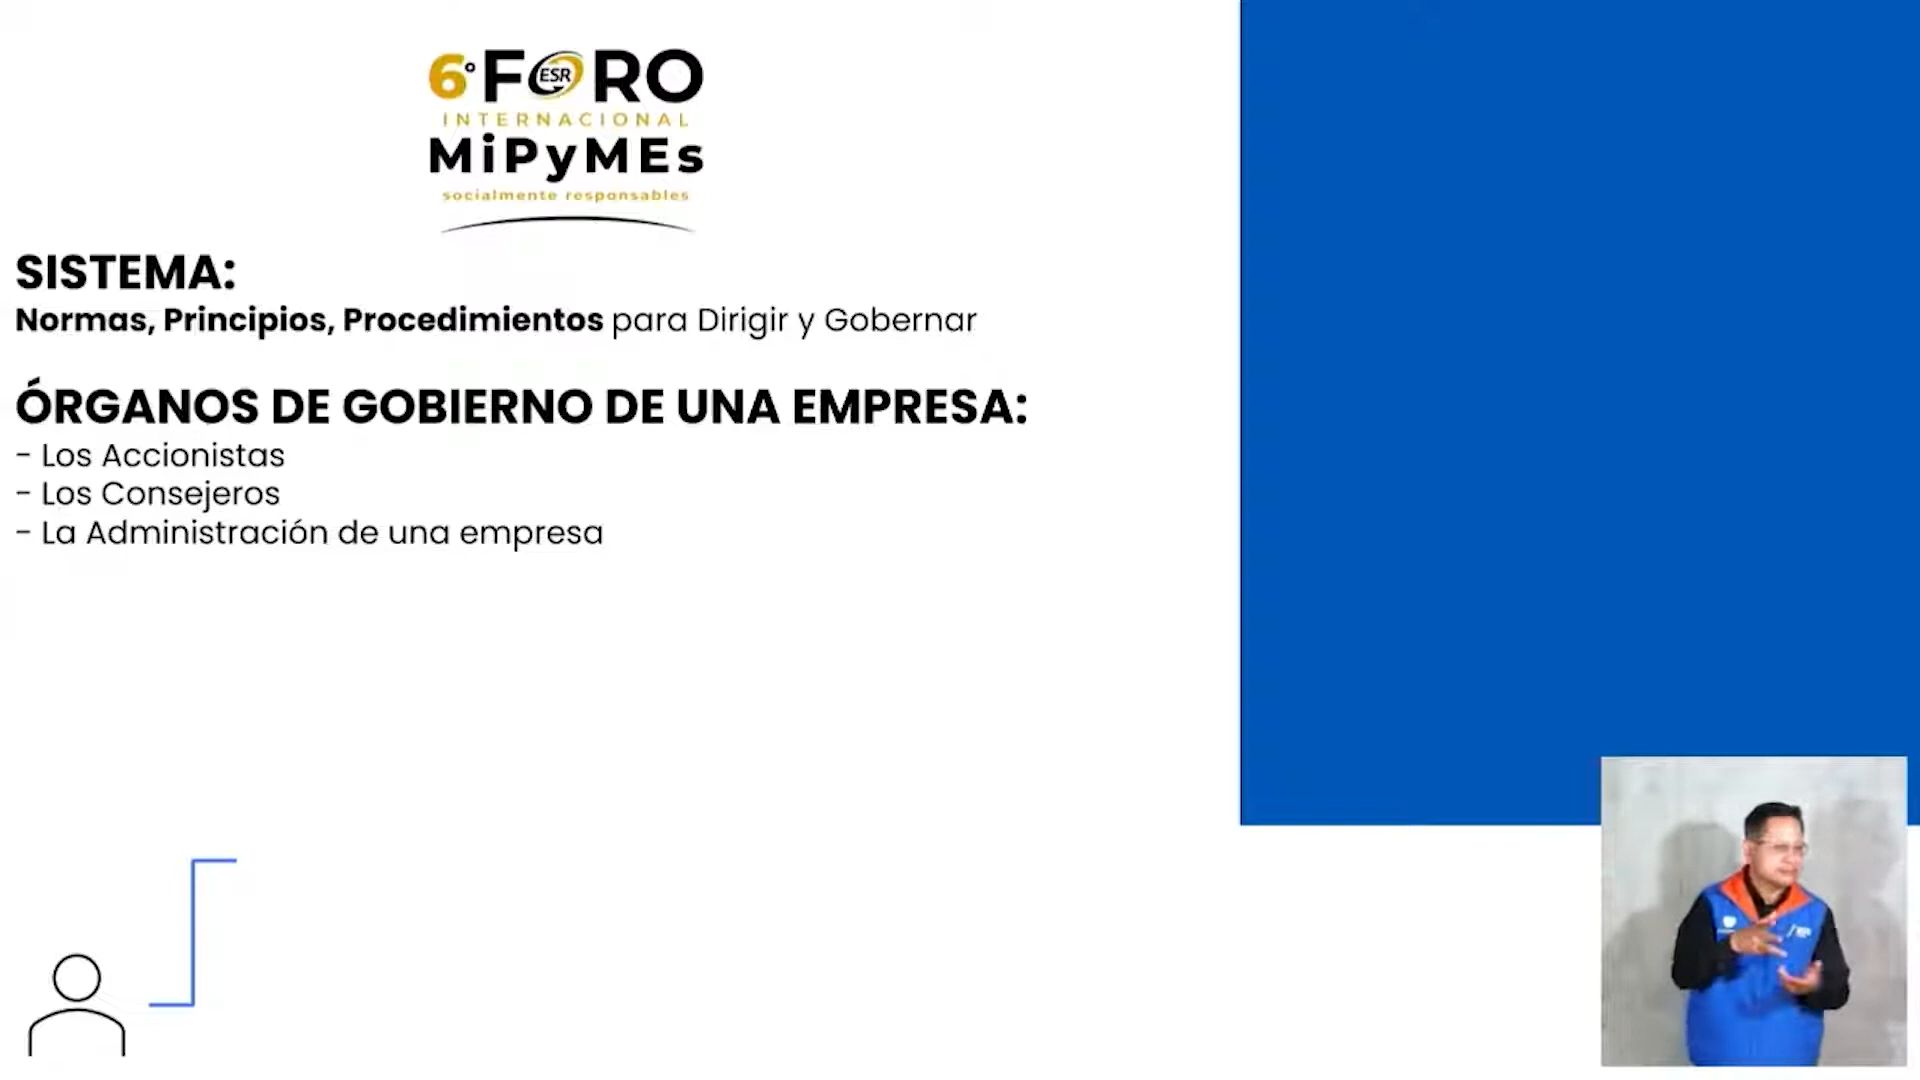 6° FORO
ESR
INTERNACIONAL
MiPyMEs
socialmente responsables
SISTEMA:
Normas, Principios, Procedimientos para Dirigir y Gobernar
ÓRGANOS DE GOBIERNO DE UNA EMPRESA:
- Los Accionistas
- Los Consejeros
- La Administración de una empresa